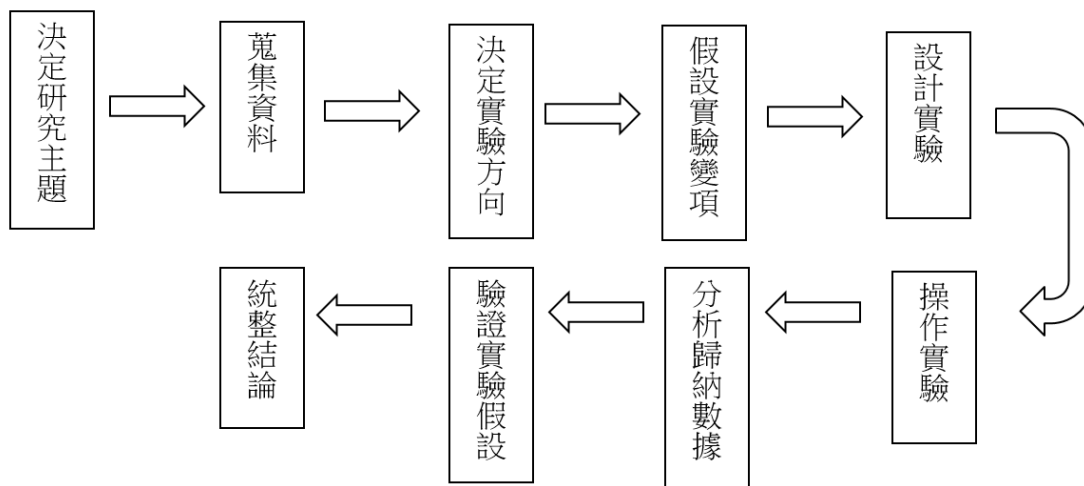 決定研究主題
蒐集資料
決定實驗方向
假設實驗變項
設計實驗
操作實驗
分析歸納數據
驗證實驗假設
統整結論